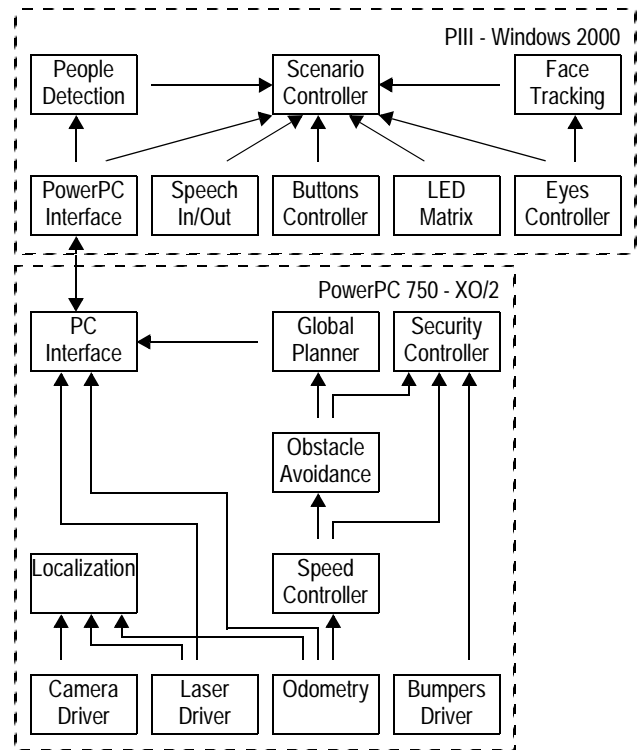 PIII - Windows 2000
People
Detection
Scenario
Controller
Face
Tracking
PowerPC
Interface
Speech
In/Out
Buttons
Controller
LED
Matrix
Eyes
Controller
PowerPC 750 - XO/2
PC
Interface
Global
Planner
Security
Controller
Obstacle
Avoidance
Localization
Speed
Controller
Camera
Driver
Laser
Driver
Odometry
Bumpers
Driver